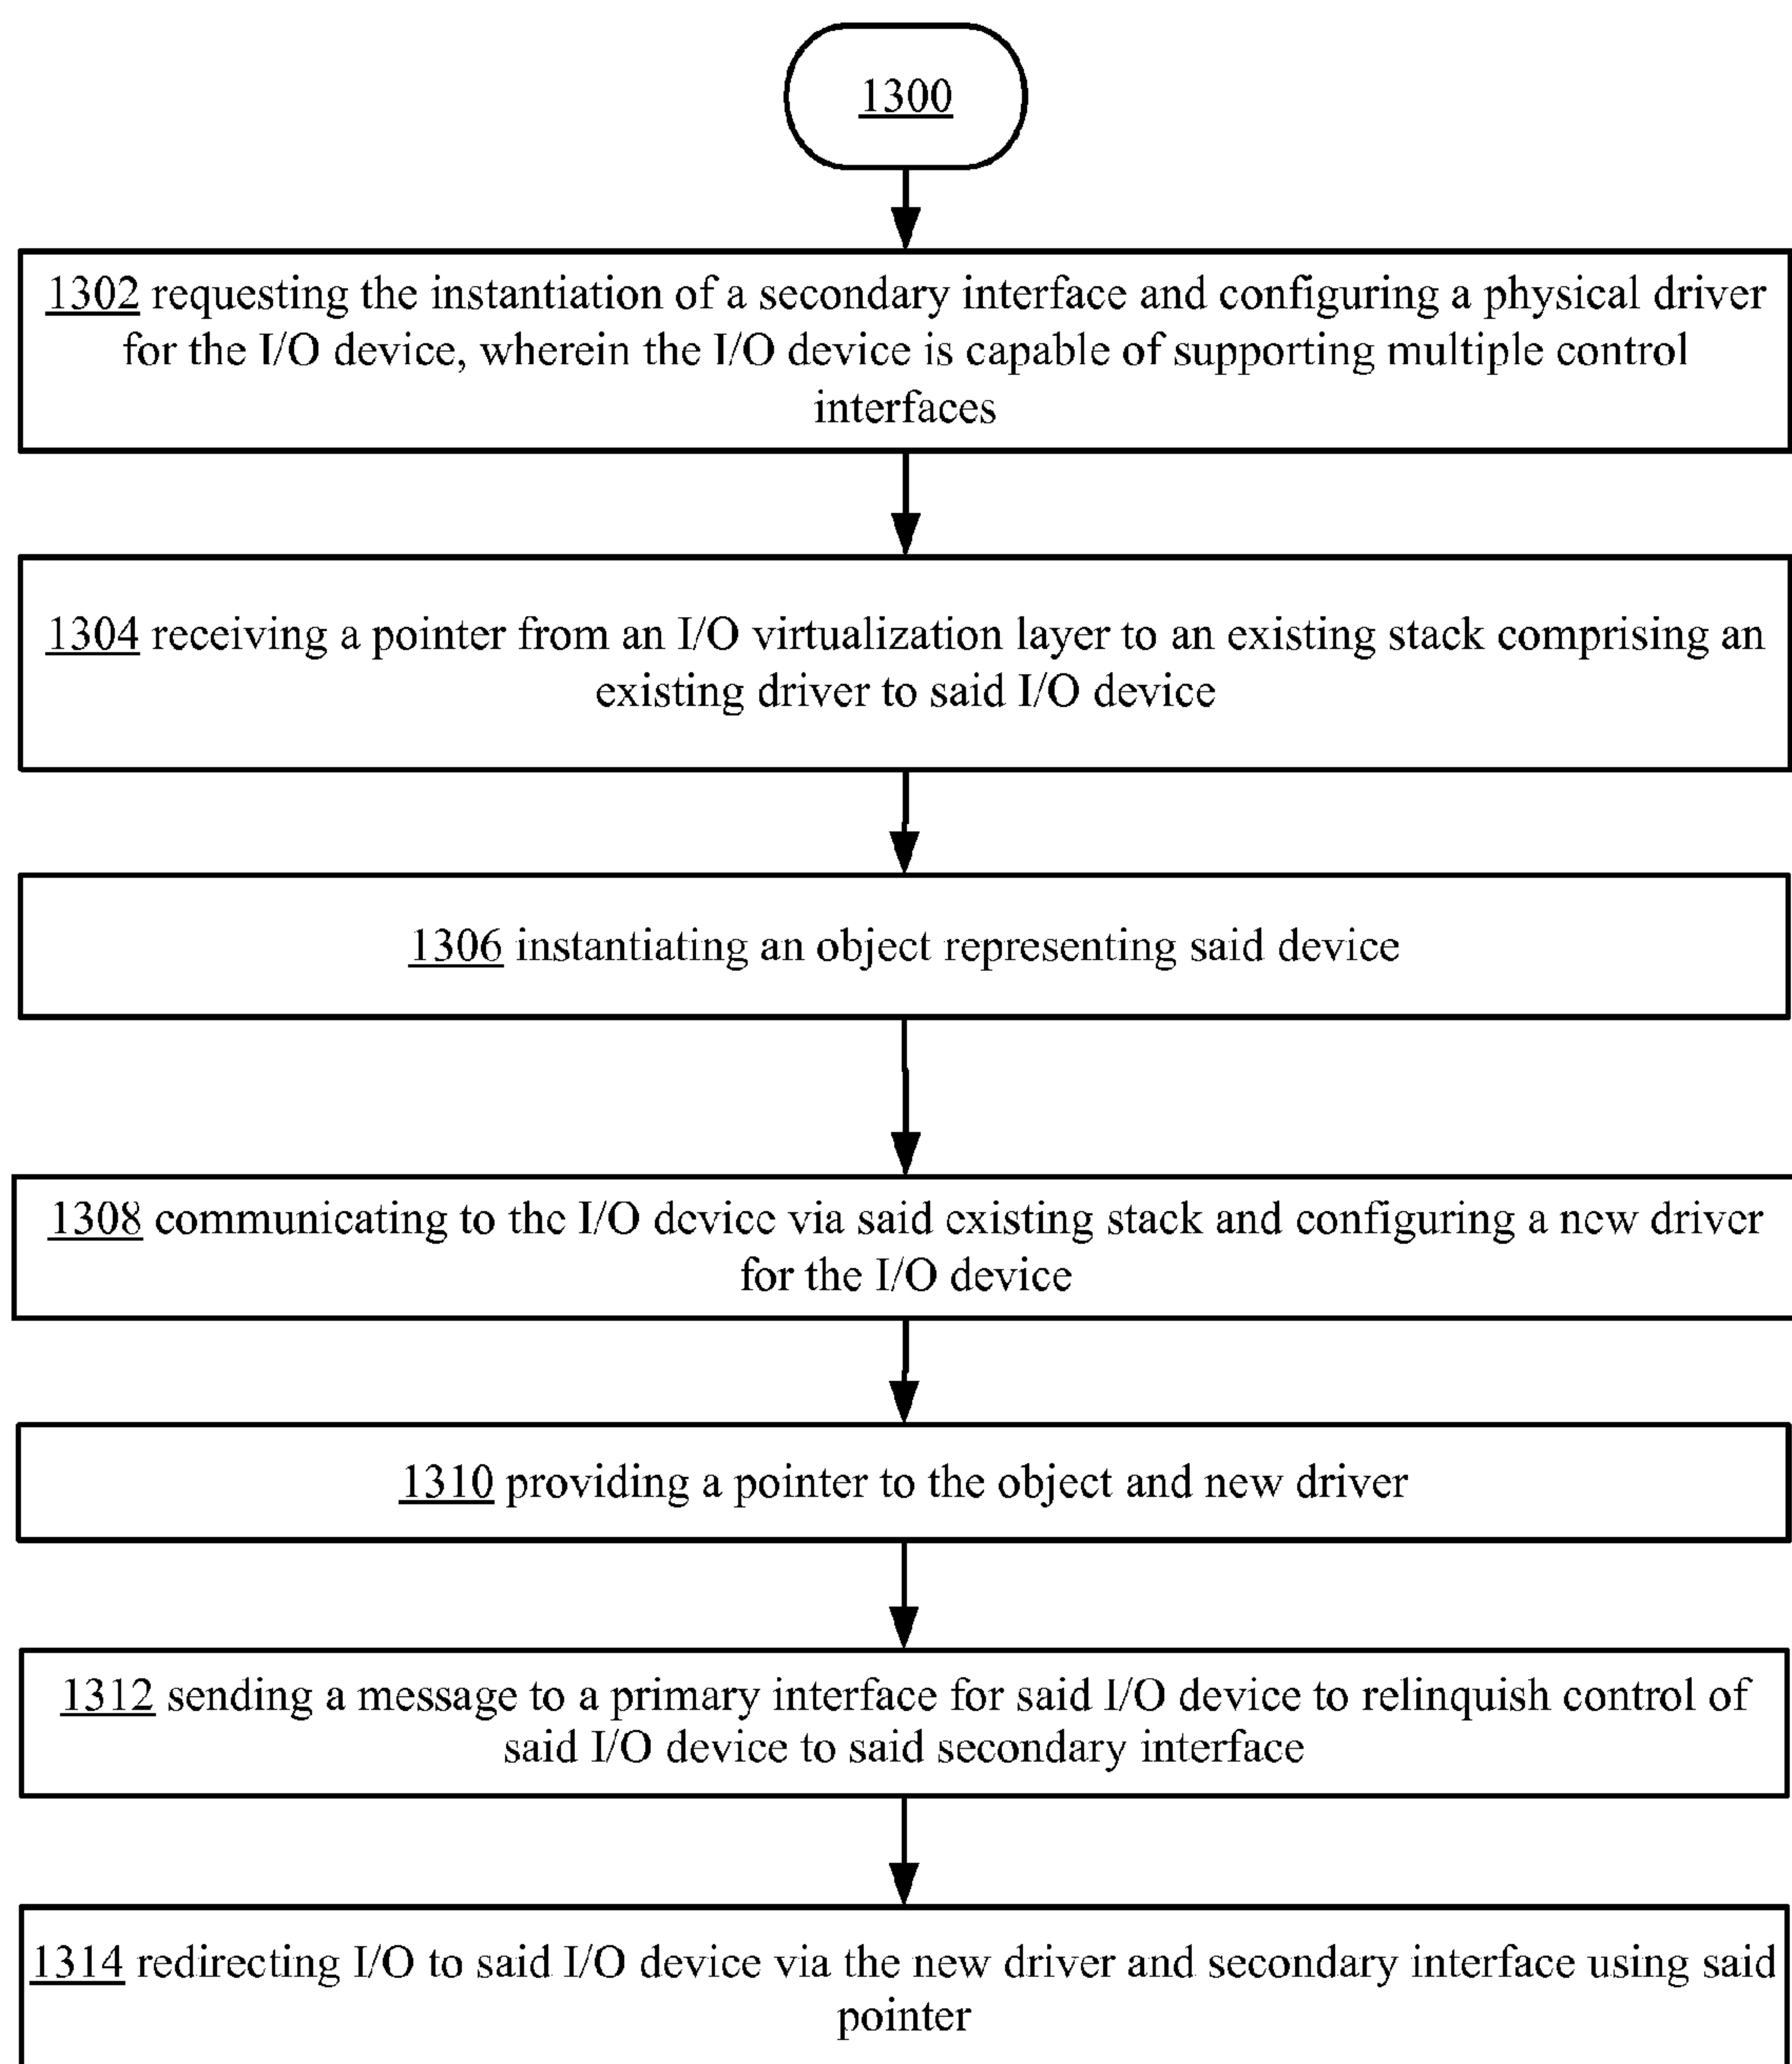 1300
1302 requesting the instantiation of a secondary interface and configuring a physical driver
for the I/O device, wherein the I/O device is capable of supporting multiple control
interfaces
1304 receiving a pointer from an I/O virtualization layer to an existing stack comprising an
existing driver to said I/O device
1306 instantiating an object representing said device
1308 communicating to the I/O device via said existing stack and configuring a new driver
for the I/O device
1310 providing a pointer to the object and new driver
1312 sending a message to a primary interface for said I/O device to relinquish control of
said I/O device to said secondary interface
1314 redirecting I/O to said I/O device via the new driver and secondary interface using said
pointer